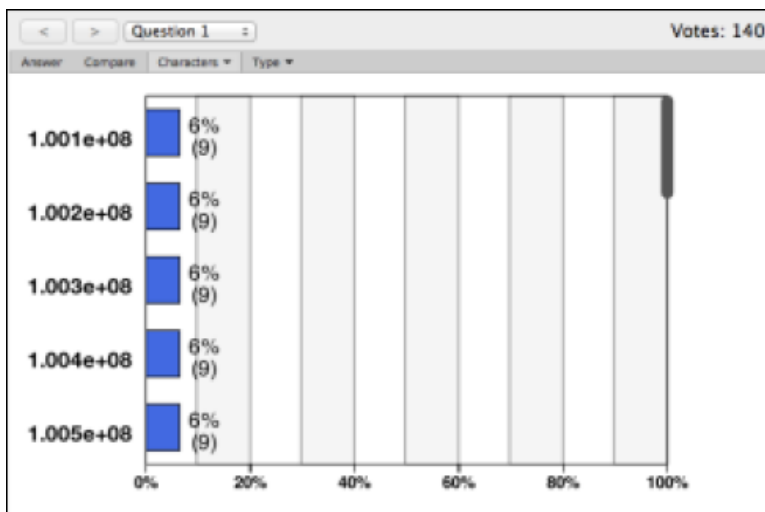 < > Question 1 Votes: 140
Answer Compare Characters ▾ Type ▾
1.001e+08 6%
(9)
1.002e+08 6%
(9)
1.003e+08 6%
(9)
1.004e+08 6%
(9)
1.005e+08 6%
(9)
0% 20% 40% 60% 80% 100%